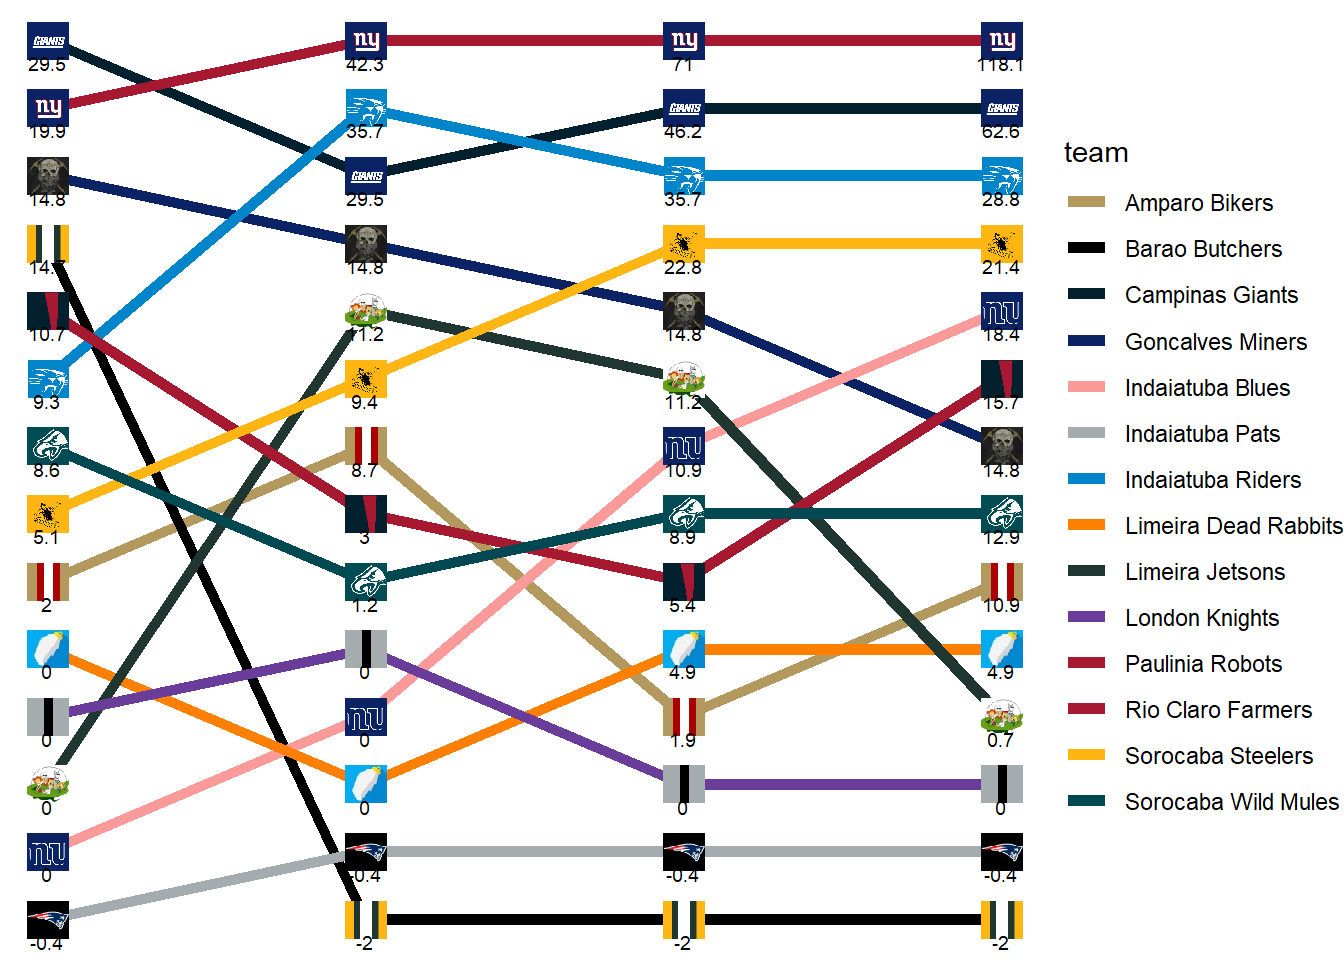 GIANTS ny ny ny
29.5 42.3 71 118.1
ny GIANTS GIANTS
19.9 35.7 46.2 62.6
GIANTS
14.8 29.5 35.7 28.8
14.7 14.8 22.8 21.4
nu
10.7 11.2 14.8 18.4
9.3 9.4 11.2 15.7
nu
8.6 8.7 10.9 14.8
5.1 3 8.9 12.9
2 1.2 5.4 10.9
0 0 4.9 4.9
nu
0 0 1.9 0.7
0 0 0 0
nu
0 -0.4 -0.4 -0.4
-0.4 -2 -2 -2
team
Amparo Bikers
Barao Butchers
Campinas Giants
Goncalves Miners
Indaiatuba Blues
Indaiatuba Pats
Indaiatuba Riders
Limeira Dead Rabbits
Limeira Jetsons
London Knights
Paulinia Robots
Rio Claro Farmers
Sorocaba Steelers
Sorocaba Wild Mules